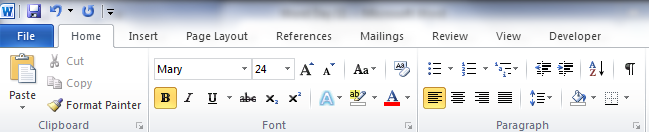 File Home Insert Page Layout References Mailings Review View Developer
Cut
Copy
Format Painter
Paste
Mary 24 A A Aa
B I U abc x₂ x² A ab A
Clipboard Font Paragraph